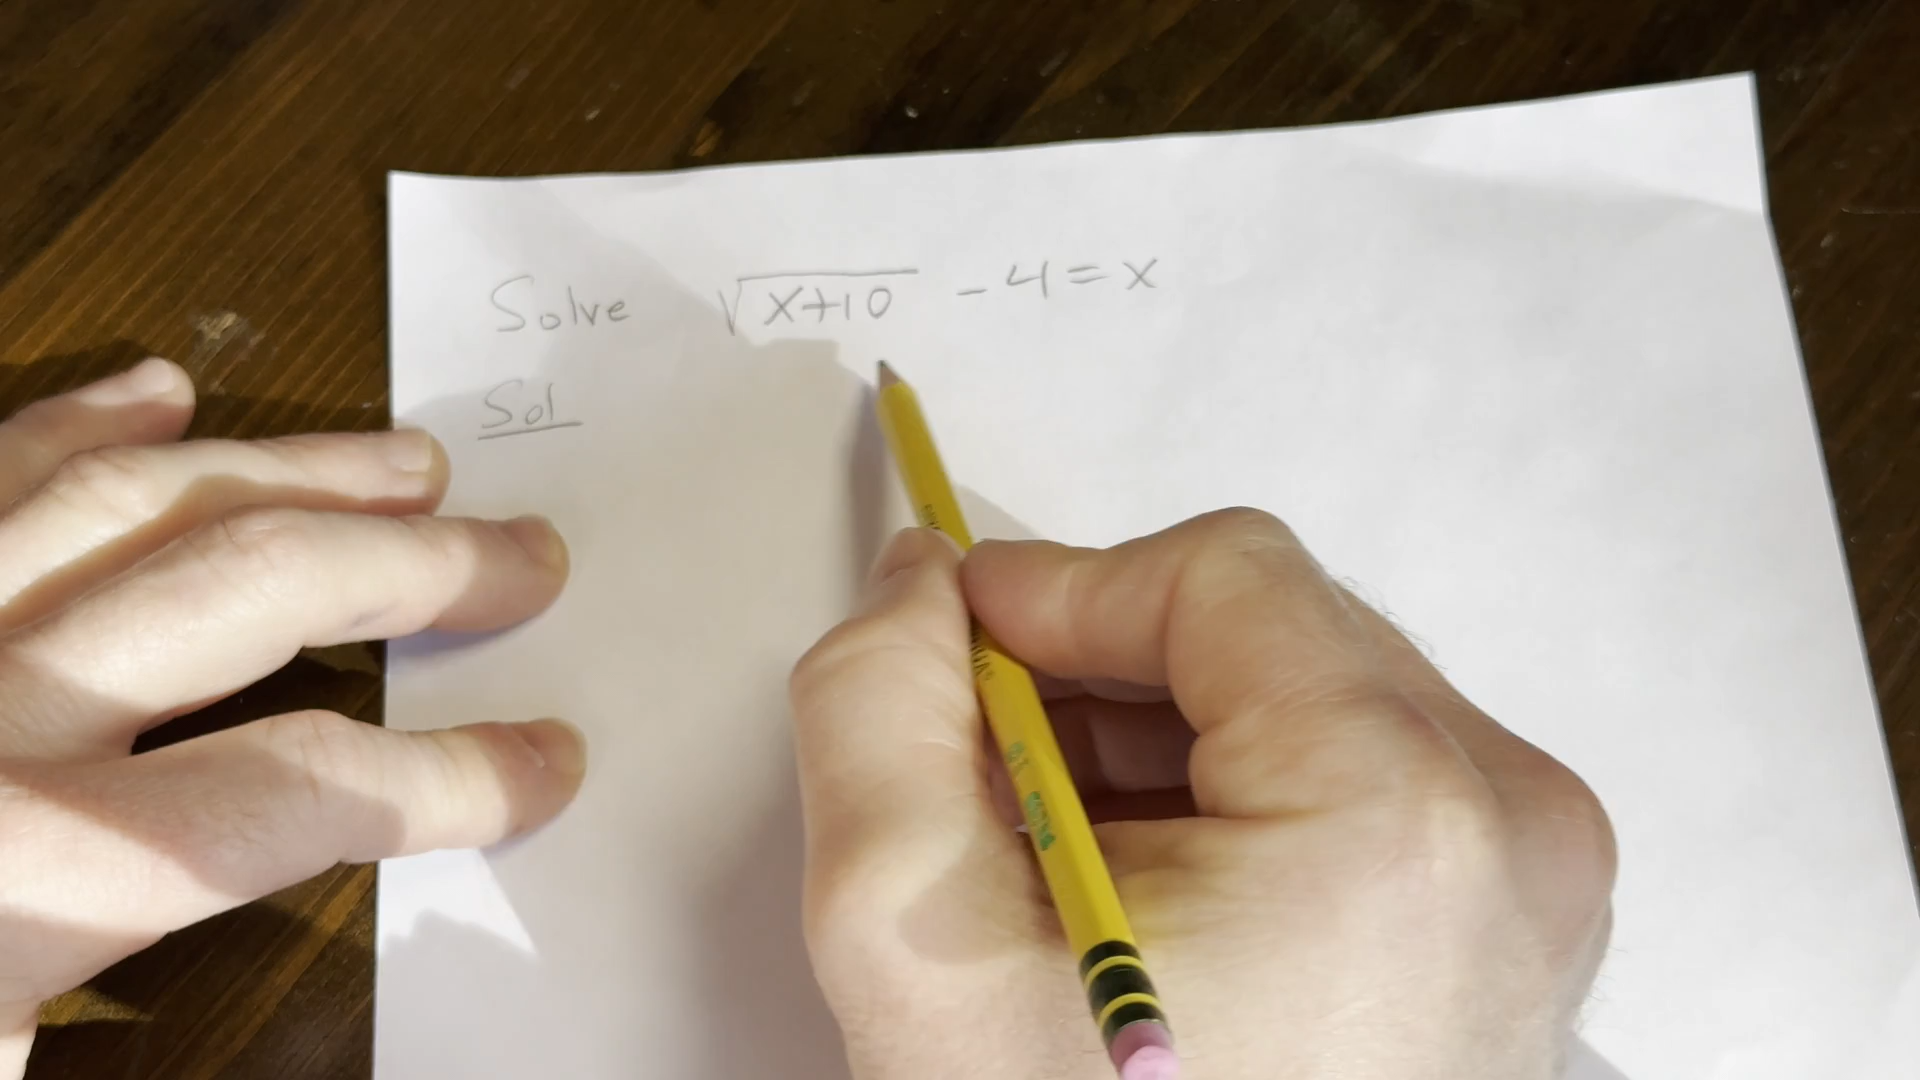 Solve √(x+10) - 4 = x
Sol